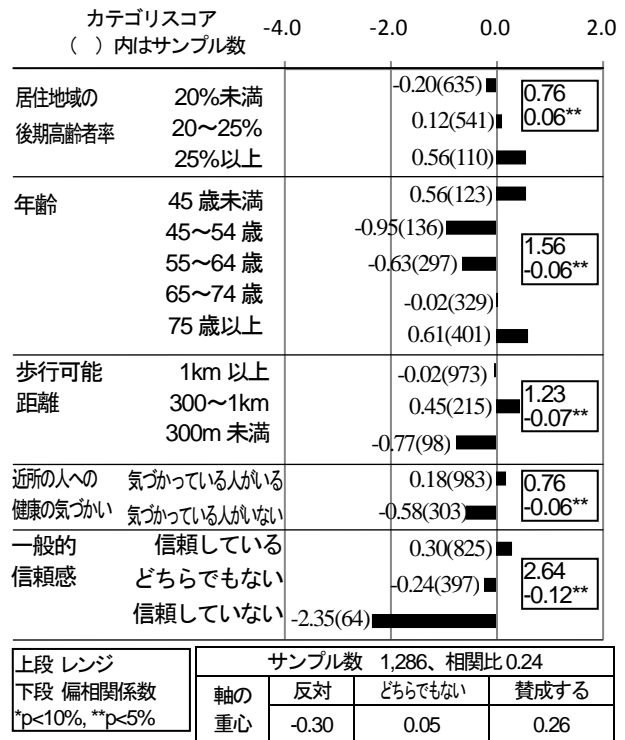 カテゴリスコア
( )内はサンプル数
-4.0 -2.0 0.0 2.0
居住地域の 20%未満 -0.20(635) 0.76
後期高齢者率 20～25% 0.12(541) 0.06**
25%以上 0.56(110)
年齢 45 歳未満 0.56(123)
45～54 歳 -0.95(136)
55～64 歳 -0.63(297) 1.56
65～74 歳 -0.02(329) -0.06**
75 歳以上 0.61(401)
歩行可能 1km 以上 -0.02(973)
距離 300～1km 0.45(215) 1.23
300m 未満 -0.77(98) -0.07**
近所の人への 気づかっている人がいる 0.18(983) 0.76
健康の気づかい 気づかっている人がいない -0.58(303) -0.06**
一般的 信頼している 0.30(825)
信頼感 どちらでもない -0.24(397) 2.64
信頼していない -2.35(64) -0.12**
上段 レンジ
下段 偏相関係数
*p<10%, **p<5%
サンプル数 1,286、相関比 0.24
軸の 反対 どちらでもない 賛成する
重心 -0.30 0.05 0.26